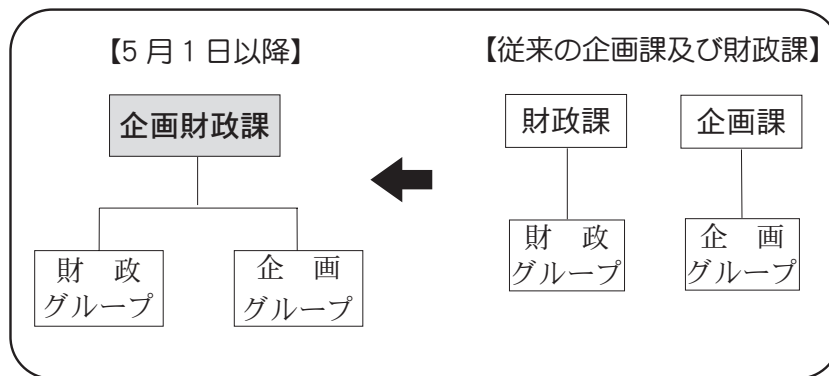 【5月1日以降】
企画財政課
財　政
グループ
企　画
グループ
【従来の企画課及び財政課】
財政課
企画課
財　政
グループ
企　画
グループ